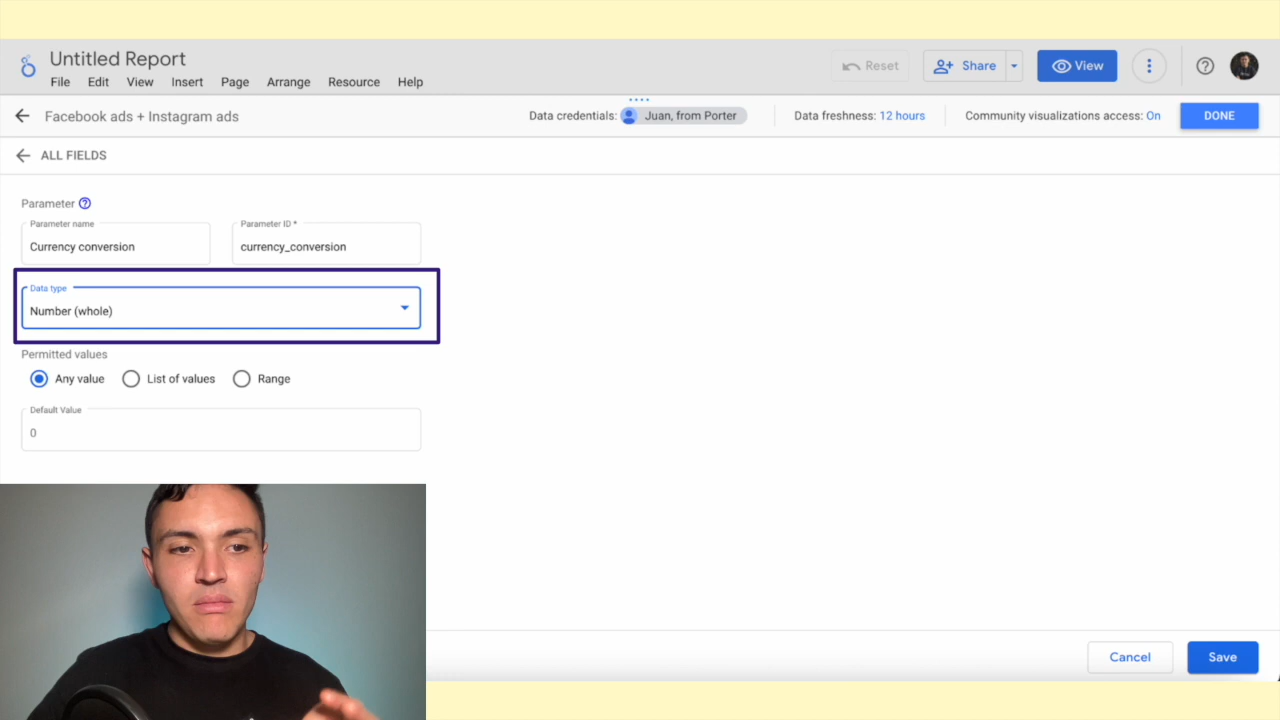 Untitled Report
File Edit View Insert Page Arrange Resource Help
Reset Share View
Facebook ads + Instagram ads
Data credentials: Juan, from Porter
Data freshness: 12 hours
Community visualizations access: On
DONE
ALL FIELDS
Parameter
Parameter name
Currency conversion
Parameter ID *
currency_conversion
Data type
Number (whole)
Permitted values
Any value List of values Range
Default Value
0
Cancel Save